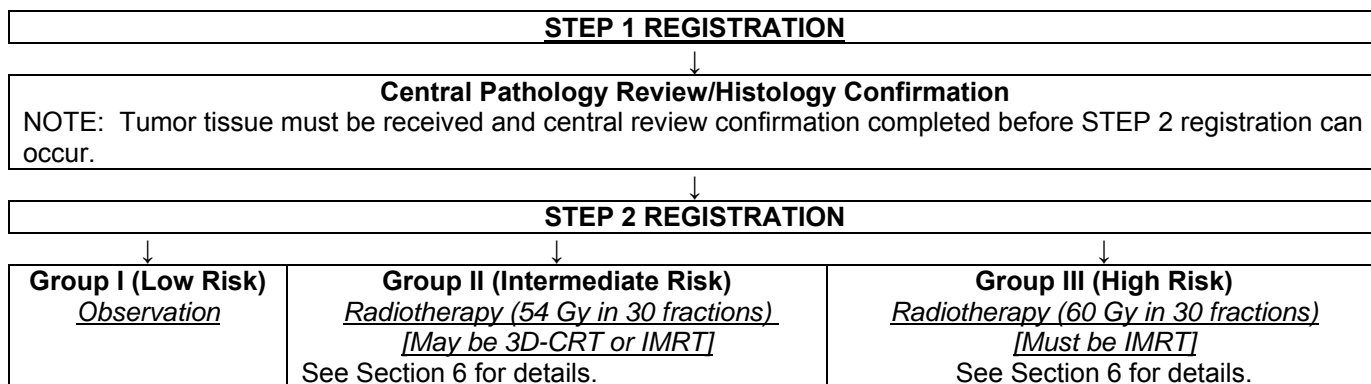 STEP 1 REGISTRATION
↓
Central Pathology Review/Histology Confirmation
NOTE:  Tumor tissue must be received and central review confirmation completed before STEP 2 registration can
occur.
↓
STEP 2 REGISTRATION
↓ ↓ ↓
Group I (Low Risk)
Observation
Group II (Intermediate Risk)
Radiotherapy (54 Gy in 30 fractions)
[May be 3D-CRT or IMRT]
See Section 6 for details.
Group III (High Risk)
Radiotherapy (60 Gy in 30 fractions)
[Must be IMRT]
See Section 6 for details.